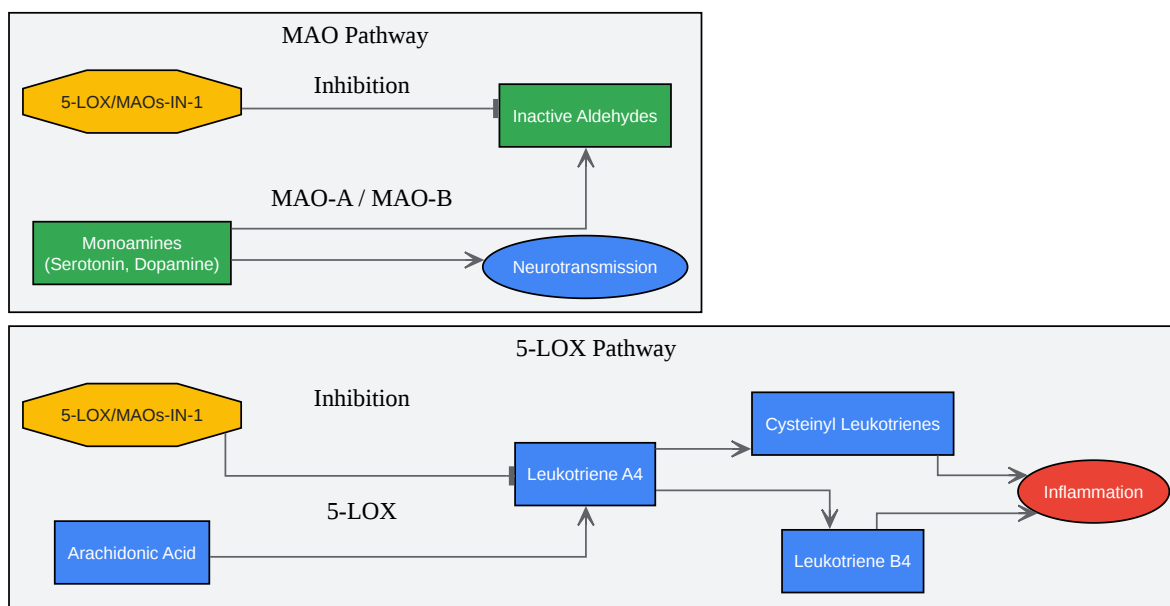 MAO Pathway
Inhibition
5-LOX/MAOs-IN-1
Inactive Aldehydes
MAO-A / MAO-B
Monoamines
(Serotonin, Dopamine)
Neurotransmission
5-LOX Pathway
Inhibition
5-LOX/MAOs-IN-1
Cysteinyl Leukotrienes
Leukotriene A4
Inflammation
5-LOX
Arachidonic Acid
Leukotriene B4